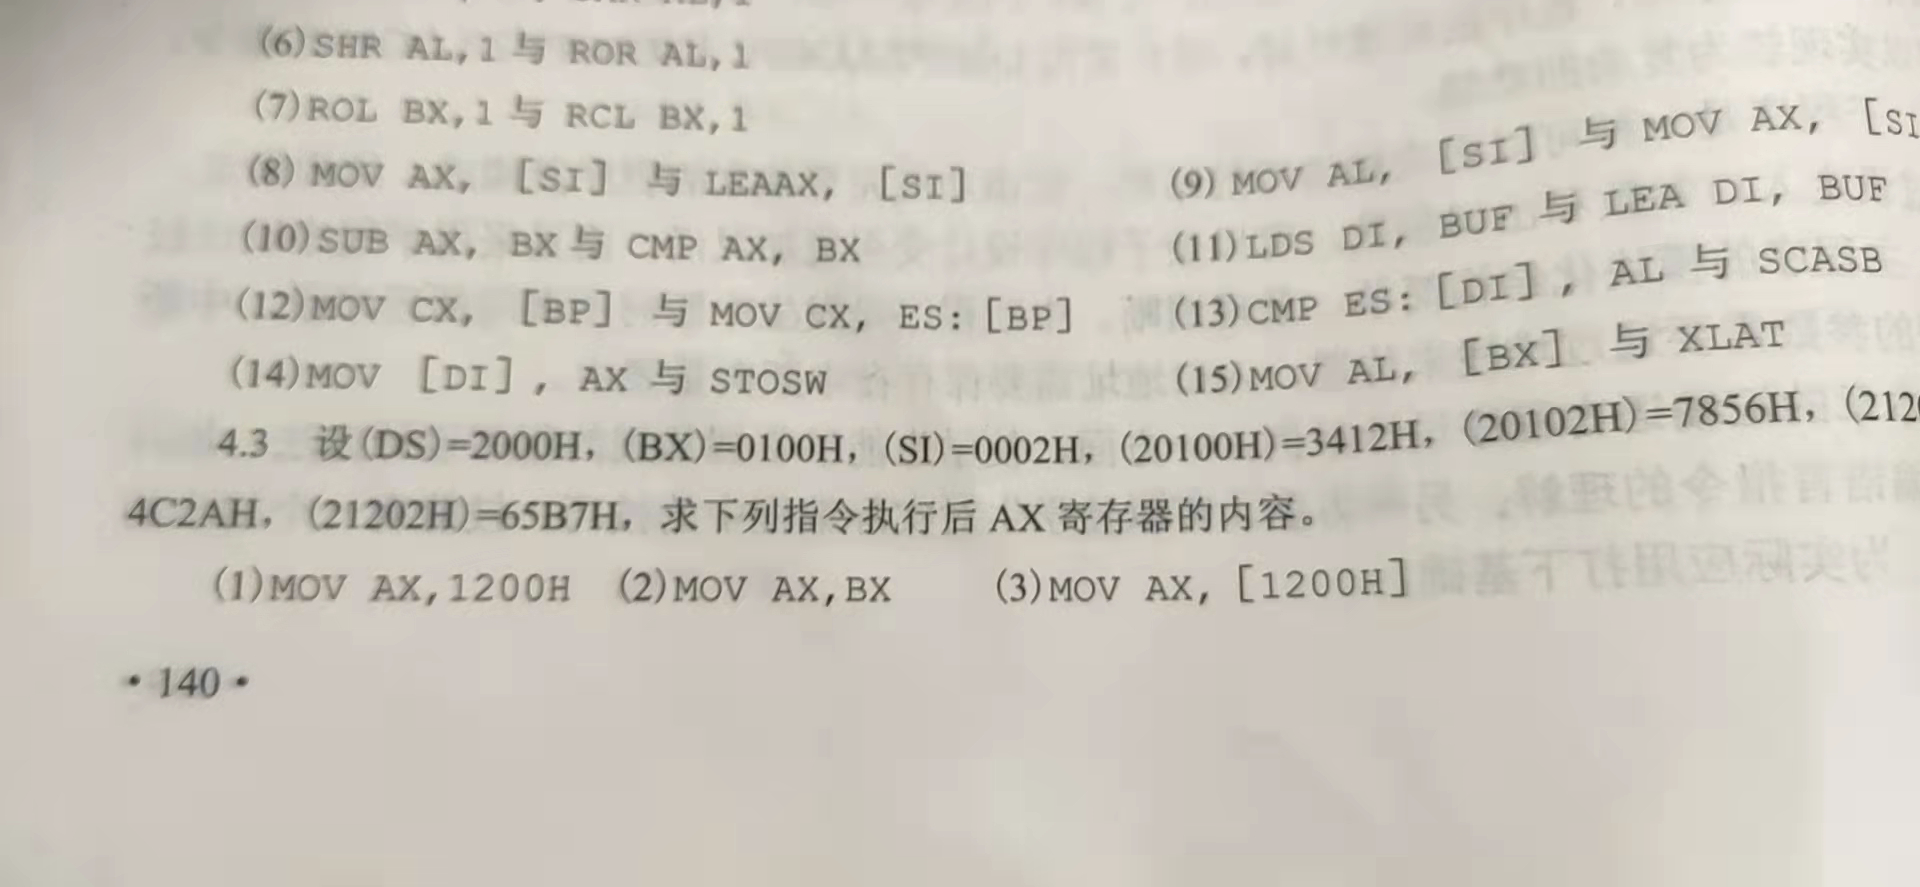 (6)SHR AL,1 与 ROR AL,1
(7)ROL BX,1 与 RCL BX,1
(8) MOV AX, [SI] 与 LEAAX, [SI]
(9) MOV AL, [SI] 与 MOV AX, [SI
(10)SUB AX, BX 与 CMP AX, BX
(11)LDS DI, BUF 与 LEA DI, BUF
(12)MOV CX, [BP] 与 MOV CX, ES:[BP]
(13)CMP ES:[DI], AL 与 SCASB
(14)MOV [DI], AX 与 STOSW
(15)MOV AL, [BX] 与 XLAT
4.3 设(DS)=2000H, (BX)=0100H, (SI)=0002H, (20100H)=3412H, (20102H)=7856H, (212
4C2AH, (21202H)=65B7H, 求下列指令执行后 AX 寄存器的内容。
(1)MOV AX,1200H (2)MOV AX,BX (3)MOV AX, [1200H]
·140·